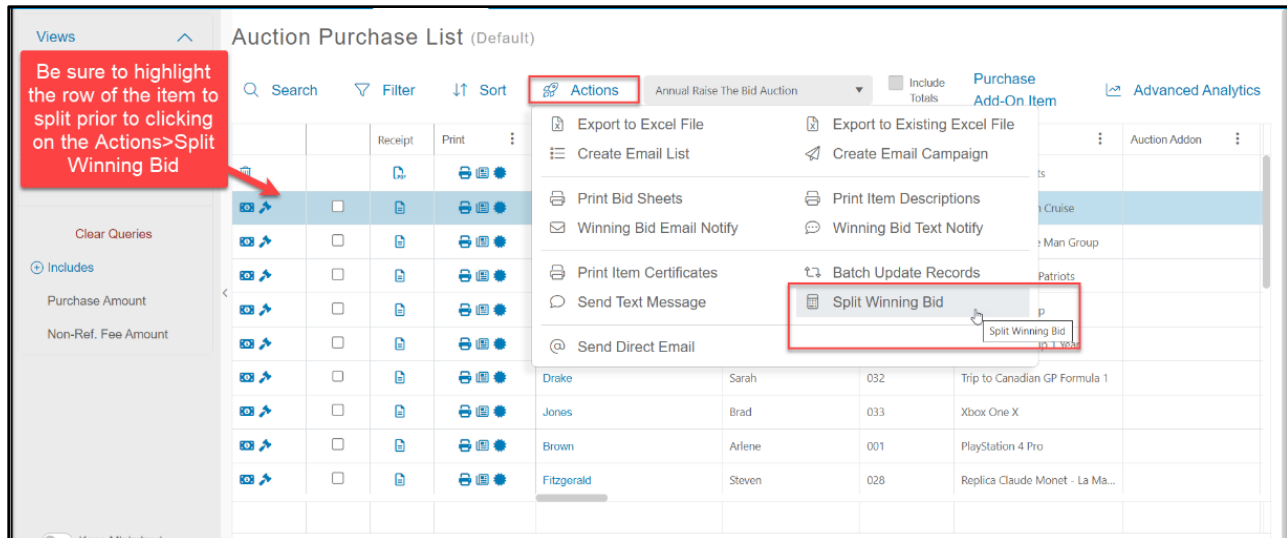 Views
Auction Purchase List (Default)
Be sure to highlight
the row of the item to
split prior to clicking
on the Actions>Split
Winning Bid
Search
Filter
Sort
Actions
Annual Raise The Bid Auction
Include
Totals
Purchase
Add-On Item
Advanced Analytics
Receipt
Print
Auction Addon
Export to Excel File
Export to Existing Excel File
Create Email List
Create Email Campaign
Print Bid Sheets
Print Item Descriptions
Winning Bid Email Notify
Winning Bid Text Notify
Print Item Certificates
Batch Update Records
Send Text Message
Split Winning Bid
Split Winning Bid
Send Direct Email
Cruise
Man Group
Patriots
Clear Queries
Includes
Purchase Amount
Non-Ref. Fee Amount
Drake Sarah 032 Trip to Canadian GP Formula 1
Jones Brad 033 Xbox One X
Brown Arlene 001 PlayStation 4 Pro
Fitzgerald Steven 028 Replica Claude Monet - La Ma...